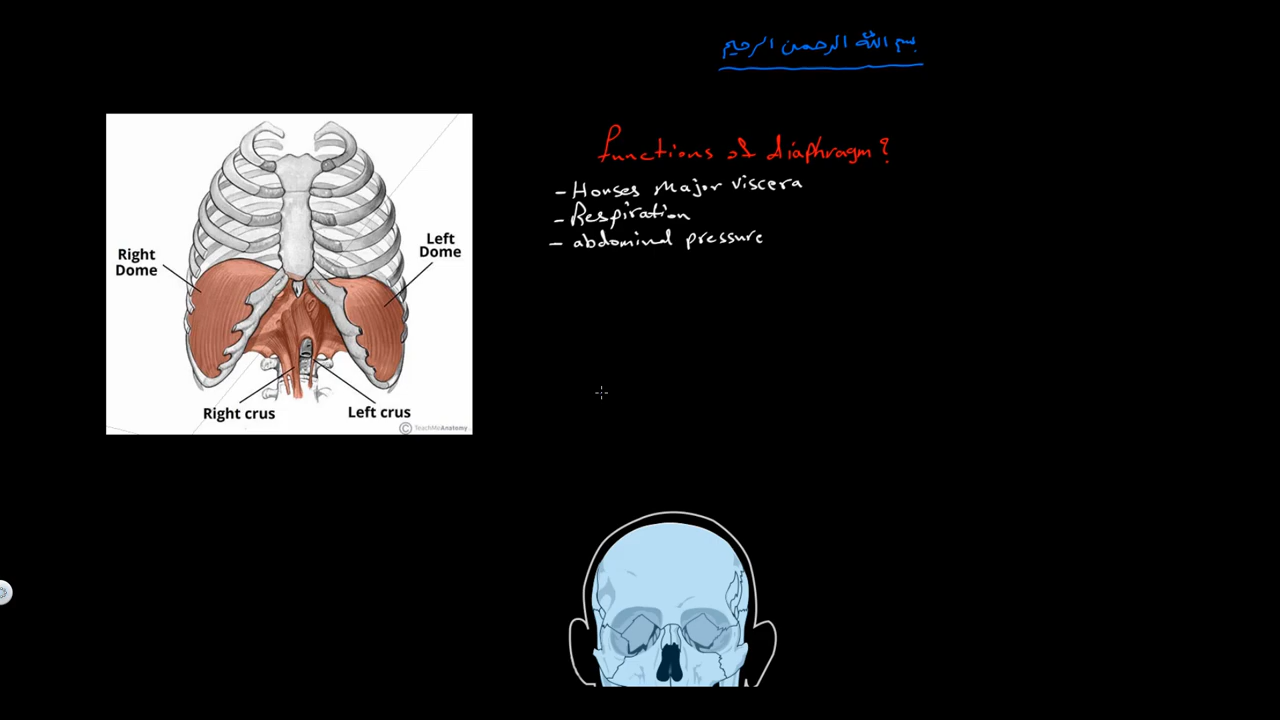 بسم الله الرحمن الرحيم
functions of diaphragm?
- Houses Major viscera
- Respiration
- abdominal pressure
Right
Dome
Left
Dome
Right crus
Left crus
© TeachMeAnatomy